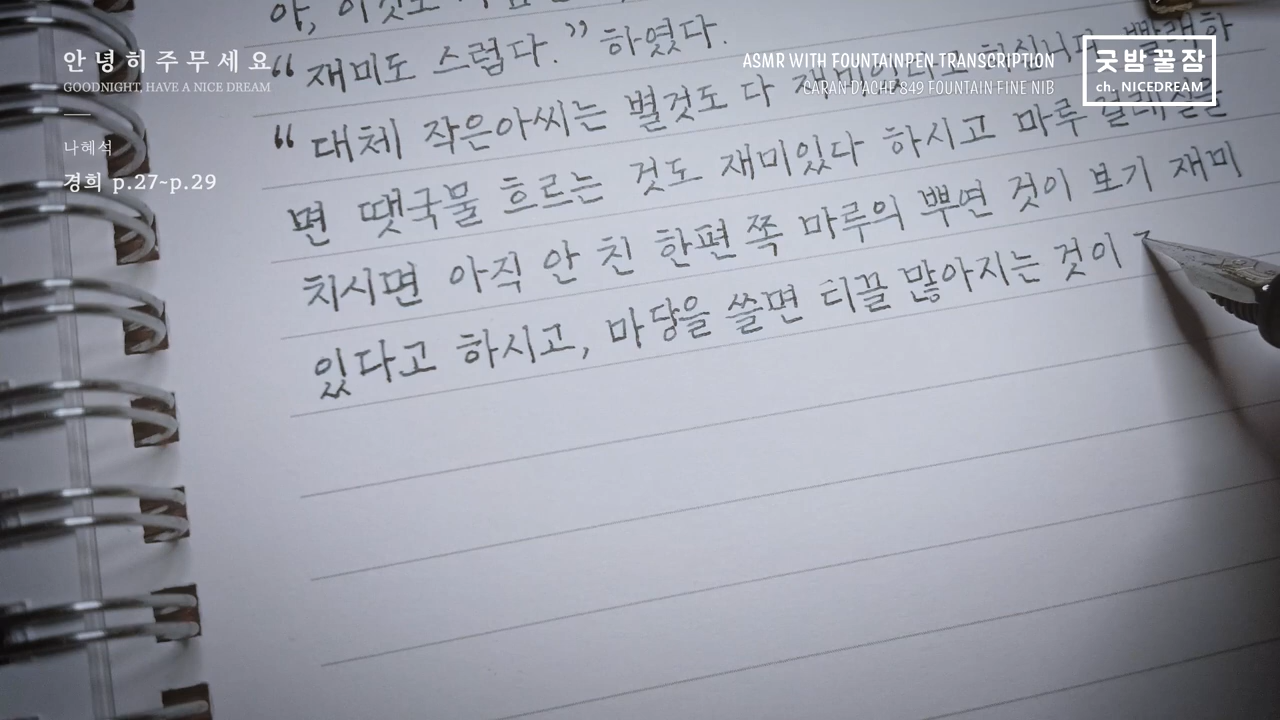 안녕히주무세요
GOODNIGHT, HAVE A NICE DREAM
나혜석
경희 p.27~p.29
ASMR WITH FOUNTAINPEN TRANSCRIPTION
CARAN D'ACHE 849 FOUNTAIN FINE NIB
굿밤꿀잠
ch. NICEDREAM
“재미도 스럽다.” 하였다.
“대체 작은아씨는 별것도 다 재미있다고 하십니다 빨래하
면 땟국물 흐르는 것도 재미있다 하시고 마루 걸레질을
치시면 아직 안 친 한편 쪽 마루의 뿌연 것이 보기 재미
있다고 하시고, 마당을 쓸면 티끌 많아지는 것이